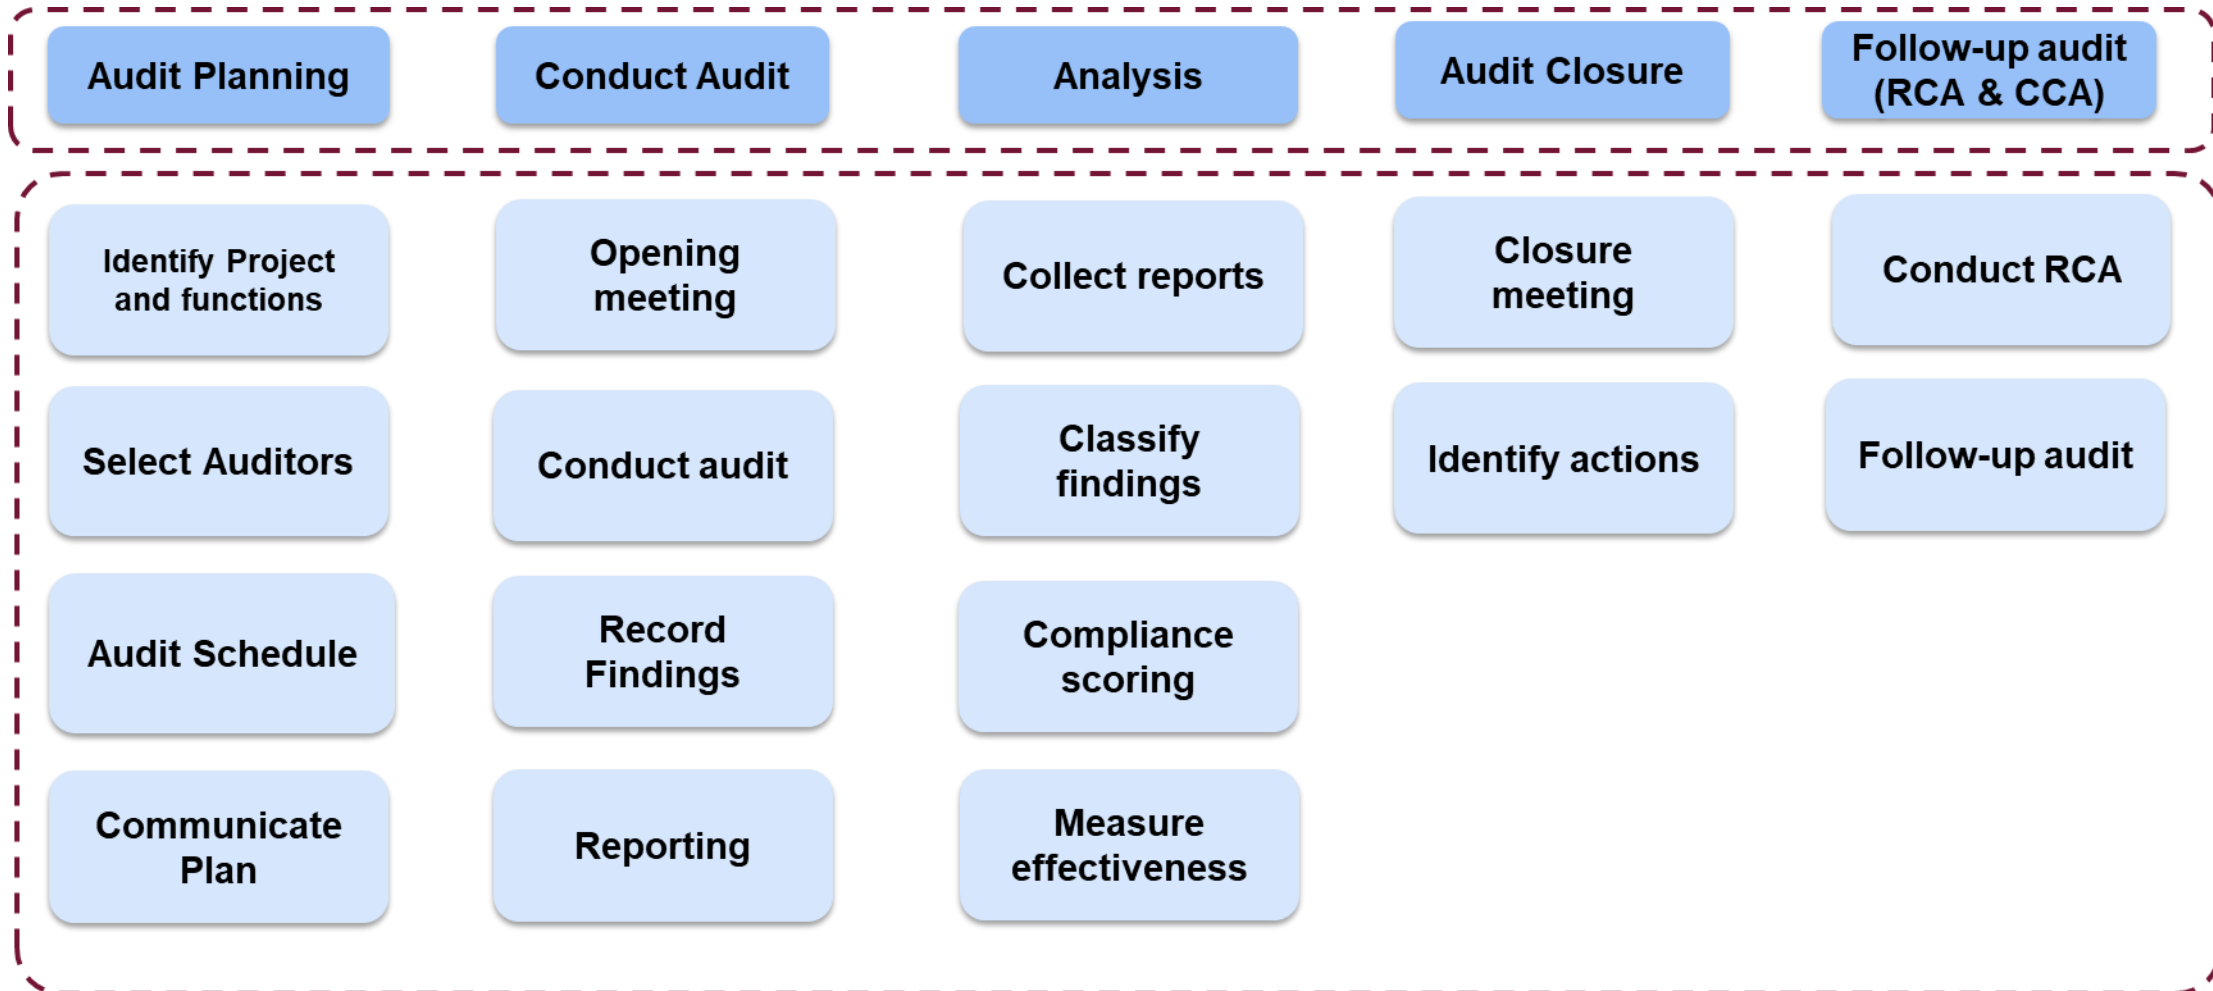 Audit Planning
Conduct Audit
Analysis
Audit Closure
Follow-up audit
(RCA & CCA)
Identify Project
and functions
Opening
meeting
Collect reports
Closure
meeting
Conduct RCA
Select Auditors
Conduct audit
Classify
findings
Identify actions
Follow-up audit
Audit Schedule
Record
Findings
Compliance
scoring
Communicate
Plan
Reporting
Measure
effectiveness